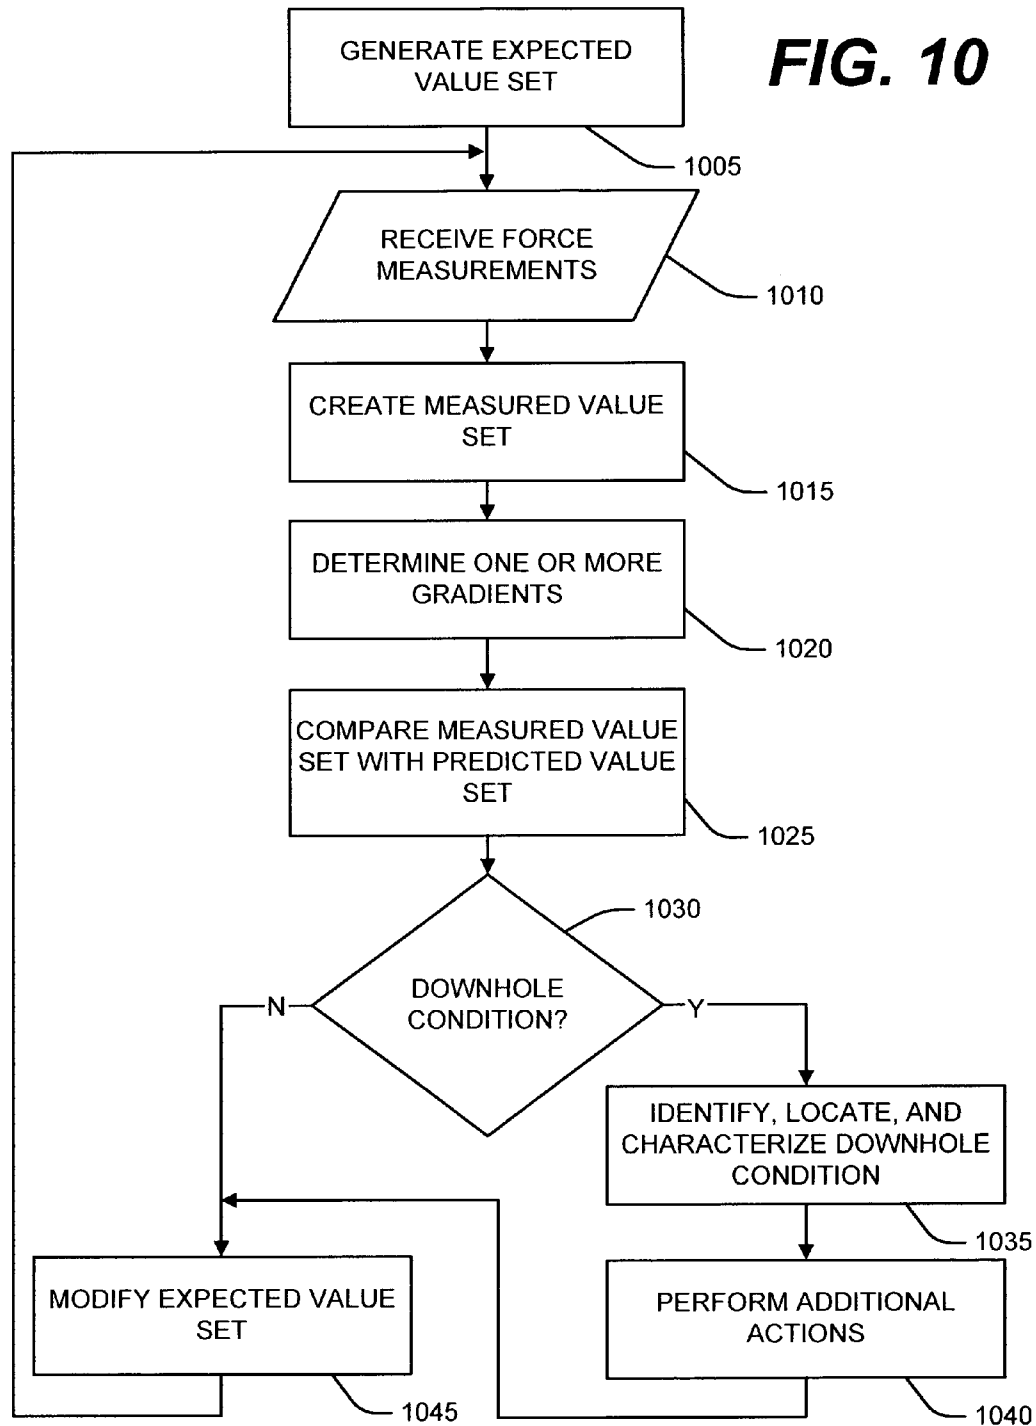 FIG. 10
GENERATE EXPECTED
VALUE SET
1005
RECEIVE FORCE
MEASUREMENTS
1010
CREATE MEASURED VALUE
SET
1015
DETERMINE ONE OR MORE
GRADIENTS
1020
COMPARE MEASURED VALUE
SET WITH PREDICTED VALUE
SET
1025
1030
DOWNHOLE
CONDITION?
N
Y
IDENTIFY, LOCATE, AND
CHARACTERIZE DOWNHOLE
CONDITION
1035
MODIFY EXPECTED VALUE
SET
1045
PERFORM ADDITIONAL
ACTIONS
1040